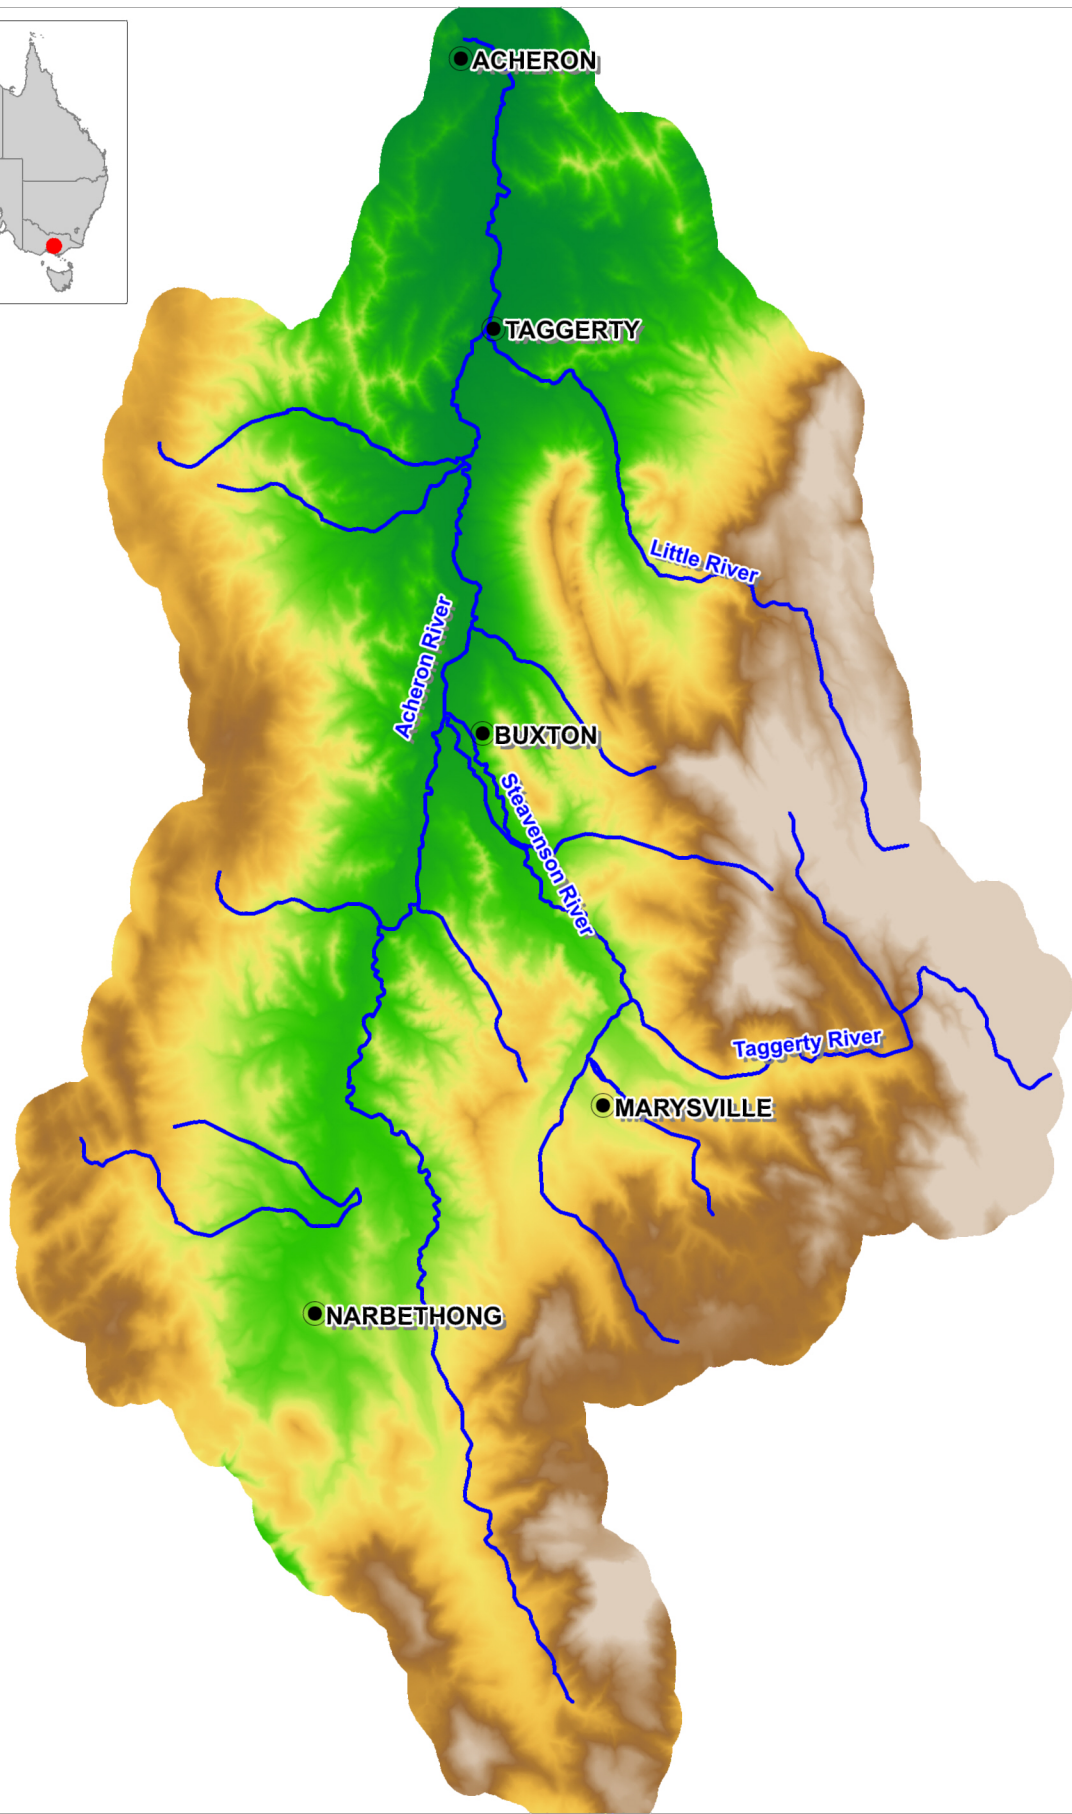 ACHERON
TAGGERTY
Little River
Acheron River
BUXTON
Steavenson River
Taggerty River
MARYSVILLE
NARBETHONG